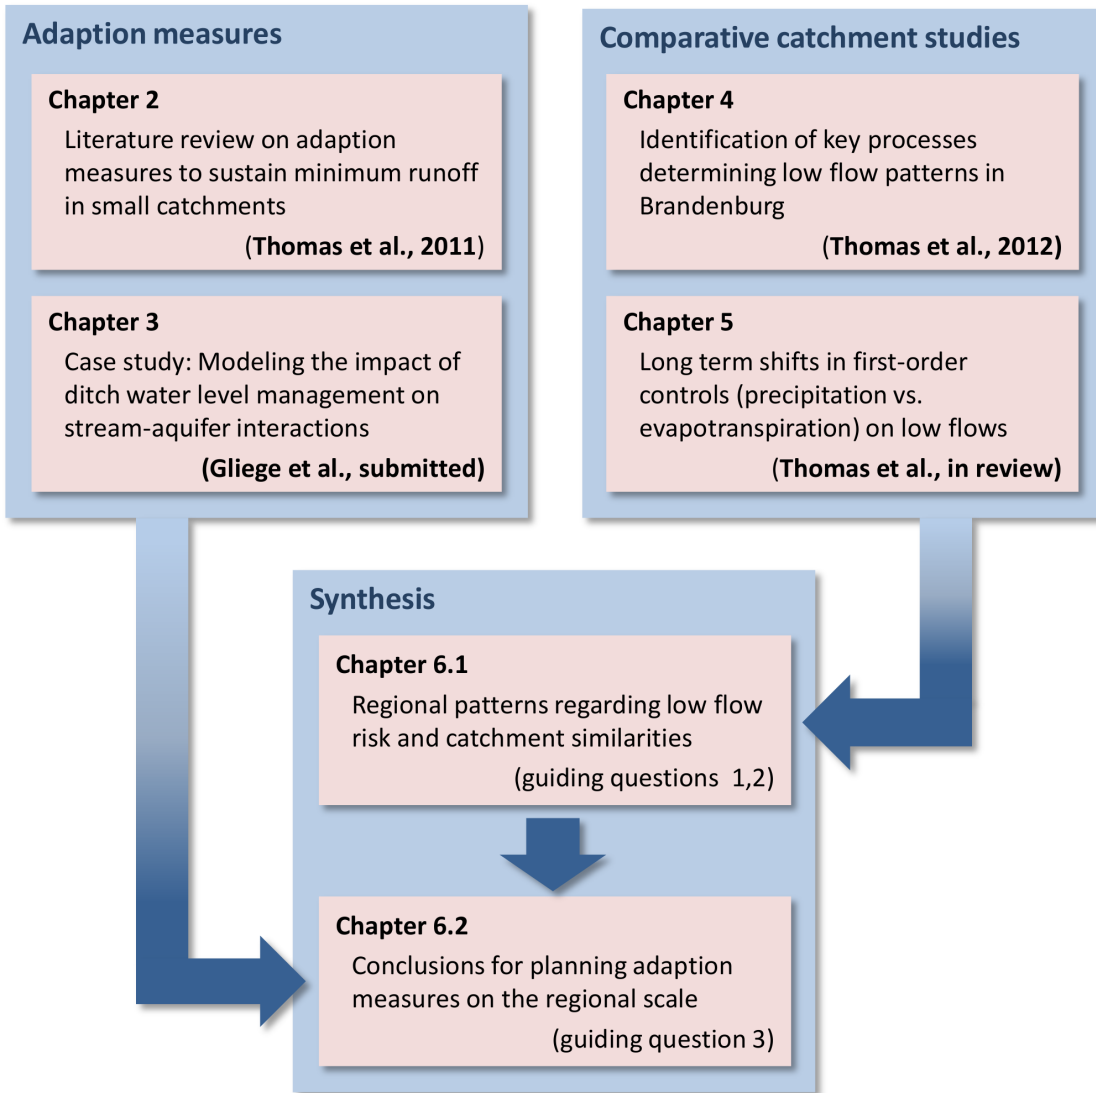 Adaption measures
Chapter 2
Literature review on adaption
measures to sustain minimum runoff
in small catchments
(Thomas et al., 2011)
Chapter 3
Case study: Modeling the impact of
ditch water level management on
stream-aquifer interactions
(Gliege et al., submitted)
Comparative catchment studies
Chapter 4
Identification of key processes
determining low flow patterns in
Brandenburg
(Thomas et al., 2012)
Chapter 5
Long term shifts in first-order
controls (precipitation vs.
evapotranspiration) on low flows
(Thomas et al., in review)
Synthesis
Chapter 6.1
Regional patterns regarding low flow
risk and catchment similarities
(guiding questions 1,2)
Chapter 6.2
Conclusions for planning adaption
measures on the regional scale
(guiding question 3)